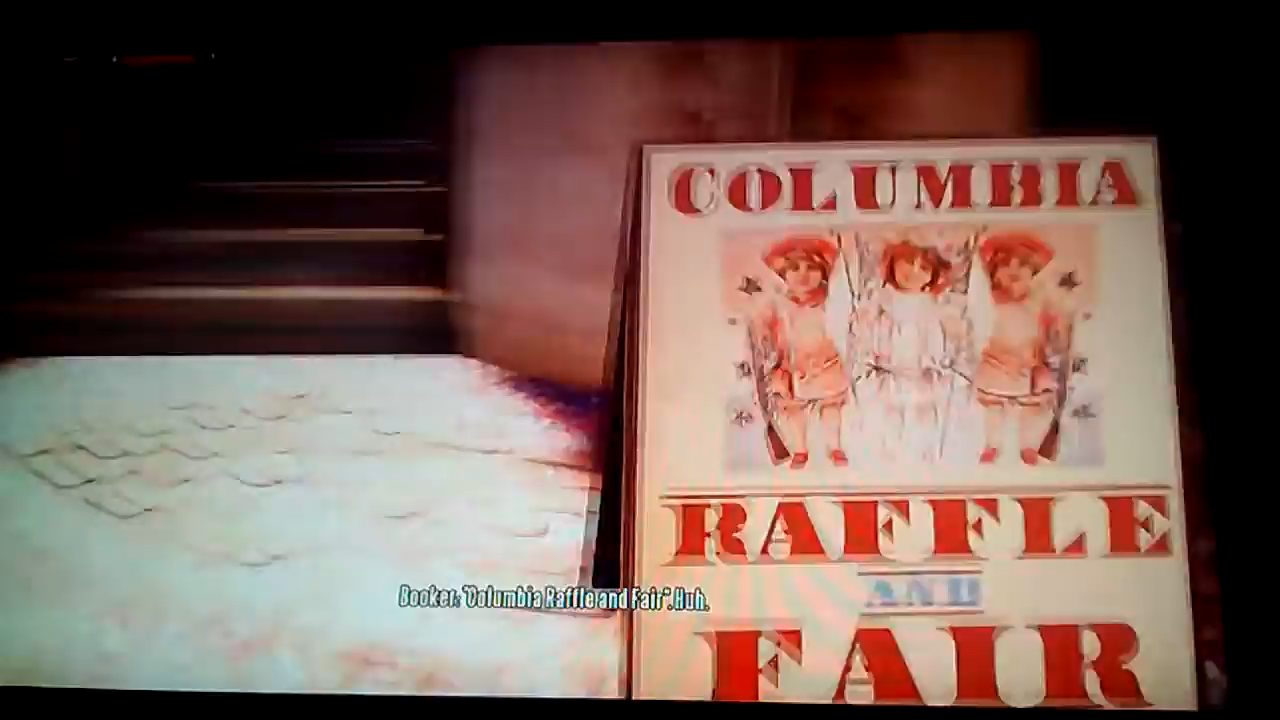 COLUMBIA
RAFFLE
AND
FAIR
Booker: "Columbia Raffle and Fair". Huh.